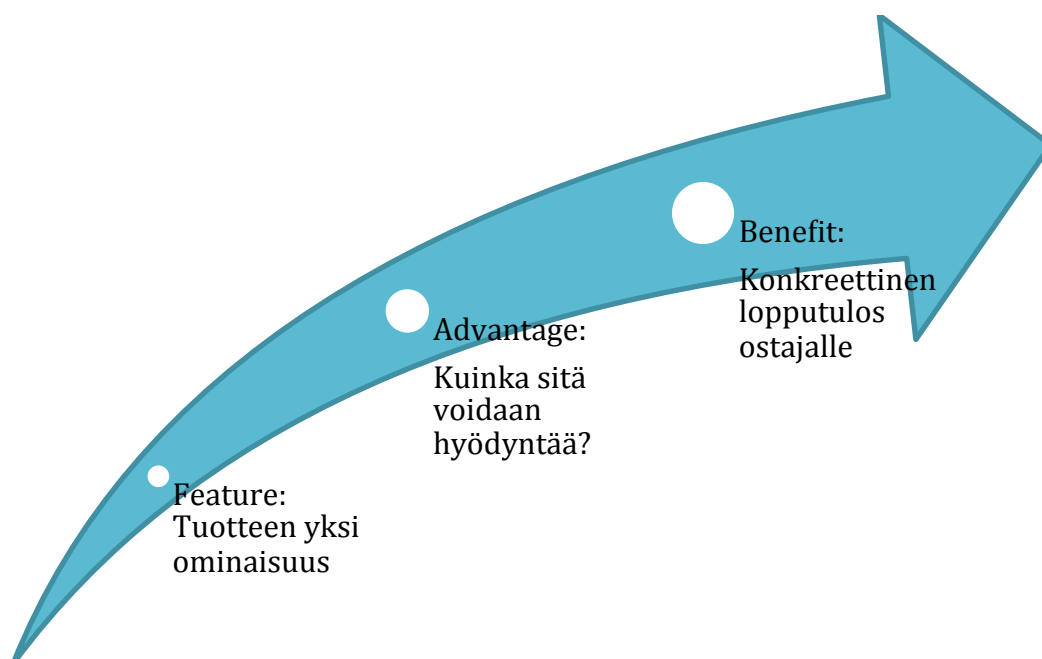 Feature:
Tuotteen yksi
ominaisuus
Advantage:
Kuinka sitä
voidaan
hyödyntää?
Benefit:
Konkreettinen
lopputulos
ostajalle